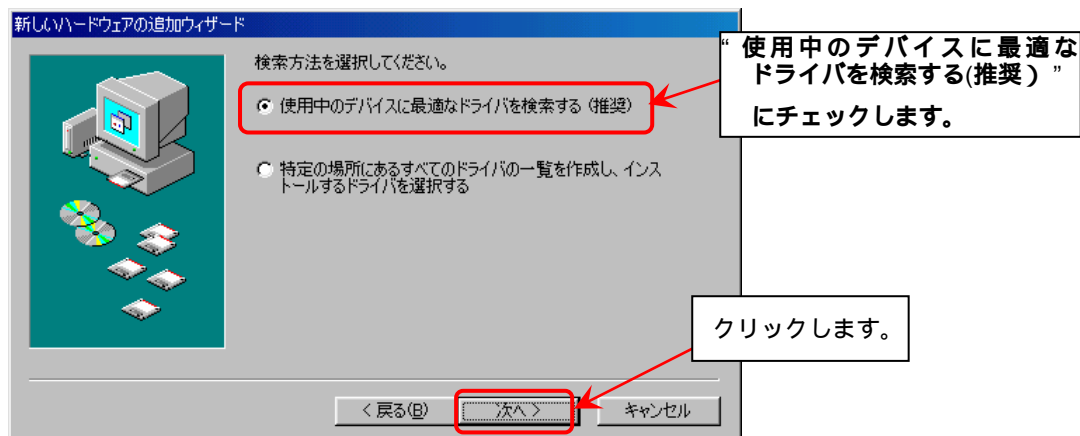 新しいハードウェアの追加ウィザード
検索方法を選択してください。
使用中のデバイスに最適なドライバを検索する (推奨)
特定の場所にあるすべてのドライバの一覧を作成し、インス
トールするドライバを選択する
< 戻る(B)
次へ >
キャンセル
“ 使用中のデバイスに最適な
ドライバを検索する(推奨) ”
にチェックします。
クリックします。